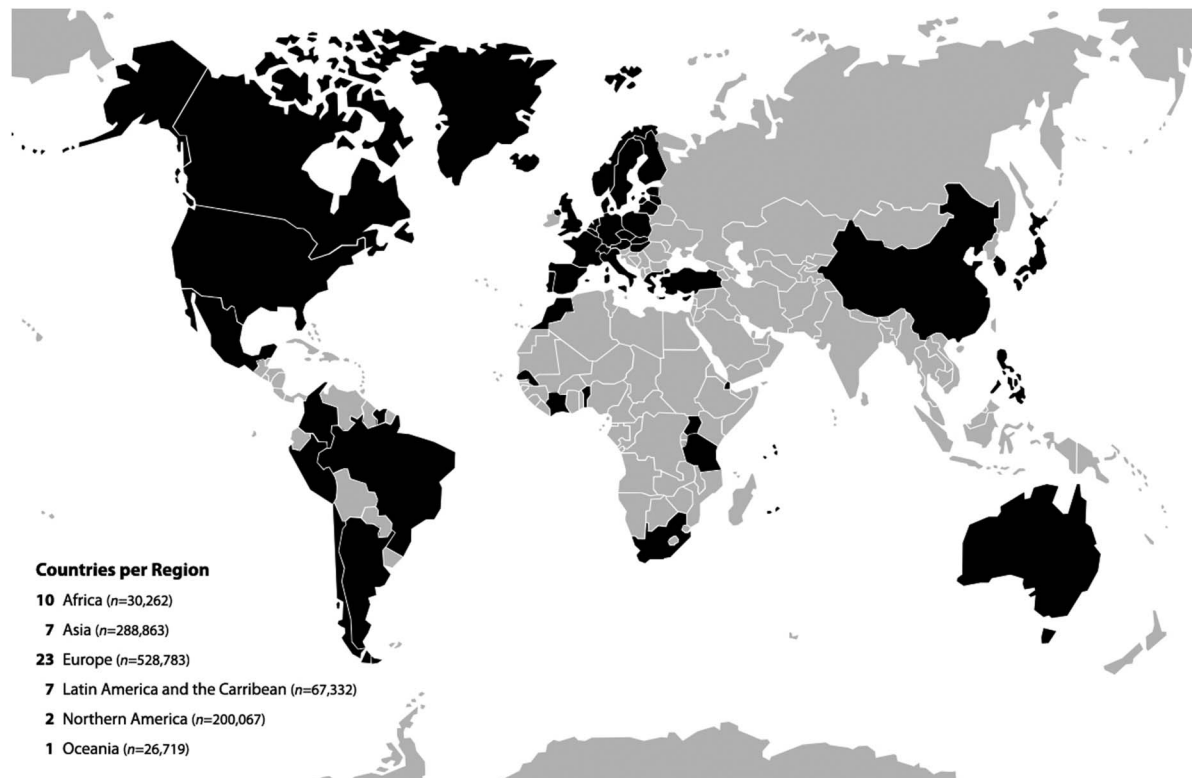 Countries per Region
10 Africa (n=30,262)
7 Asia (n=288,863)
23 Europe (n=528,783)
7 Latin America and the Carribean (n=67,332)
2 Northern America (n=200,067)
1 Oceania (n=26,719)